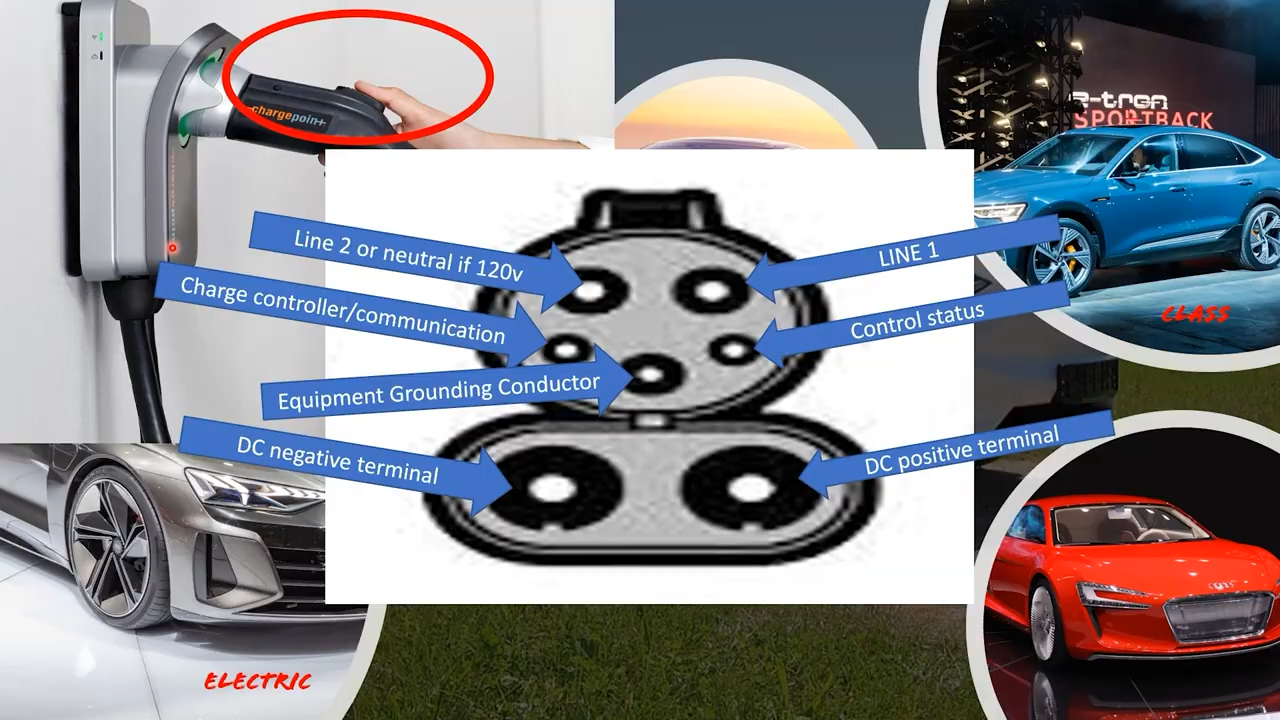 chargepoin+
e-tron
SPORTBACK
Line 2 or neutral if 120v
LINE 1
CLASS
Charge controller/communication
Control status
Equipment Grounding Conductor
DC negative terminal
DC positive terminal
ELECTRIC